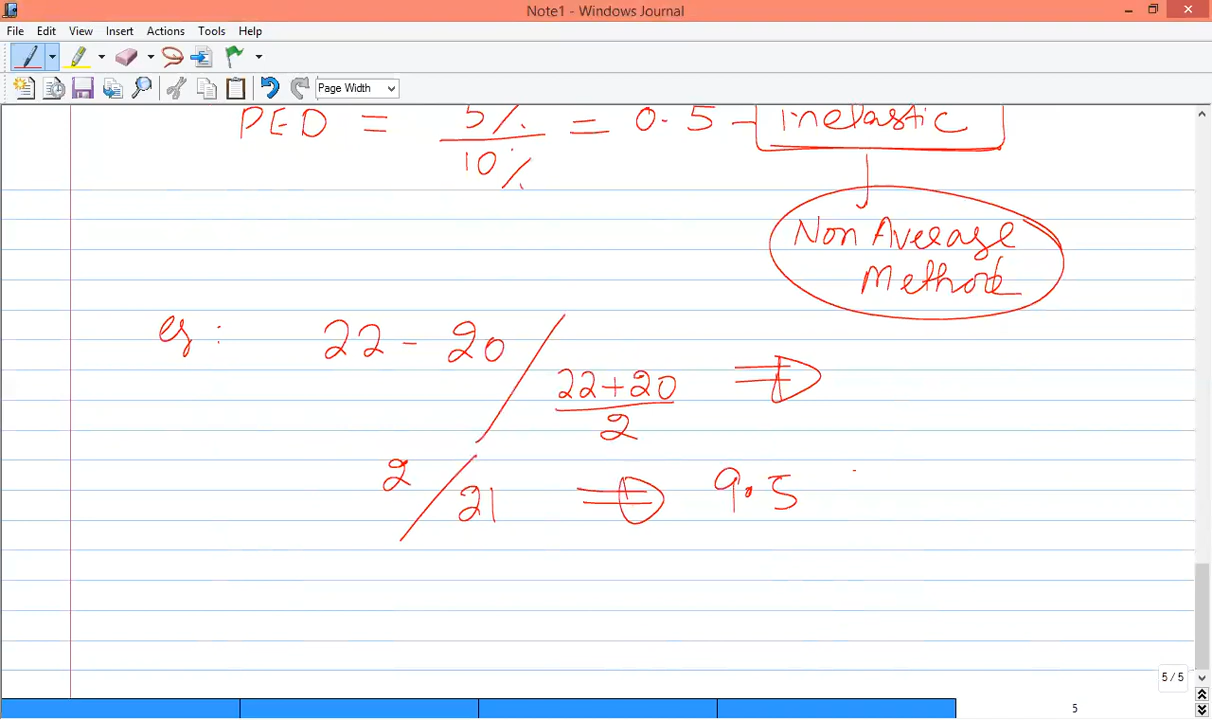 Note1 - Windows Journal
File Edit View Insert Actions Tools Help
Page Width
PED = 5% / 10% = 0.5 - inelastic
Non Average
Method
eg : 22 - 20 / 22+20 / 2 ⇒
2 / 21 ⇒ 9.5
5 / 5
5